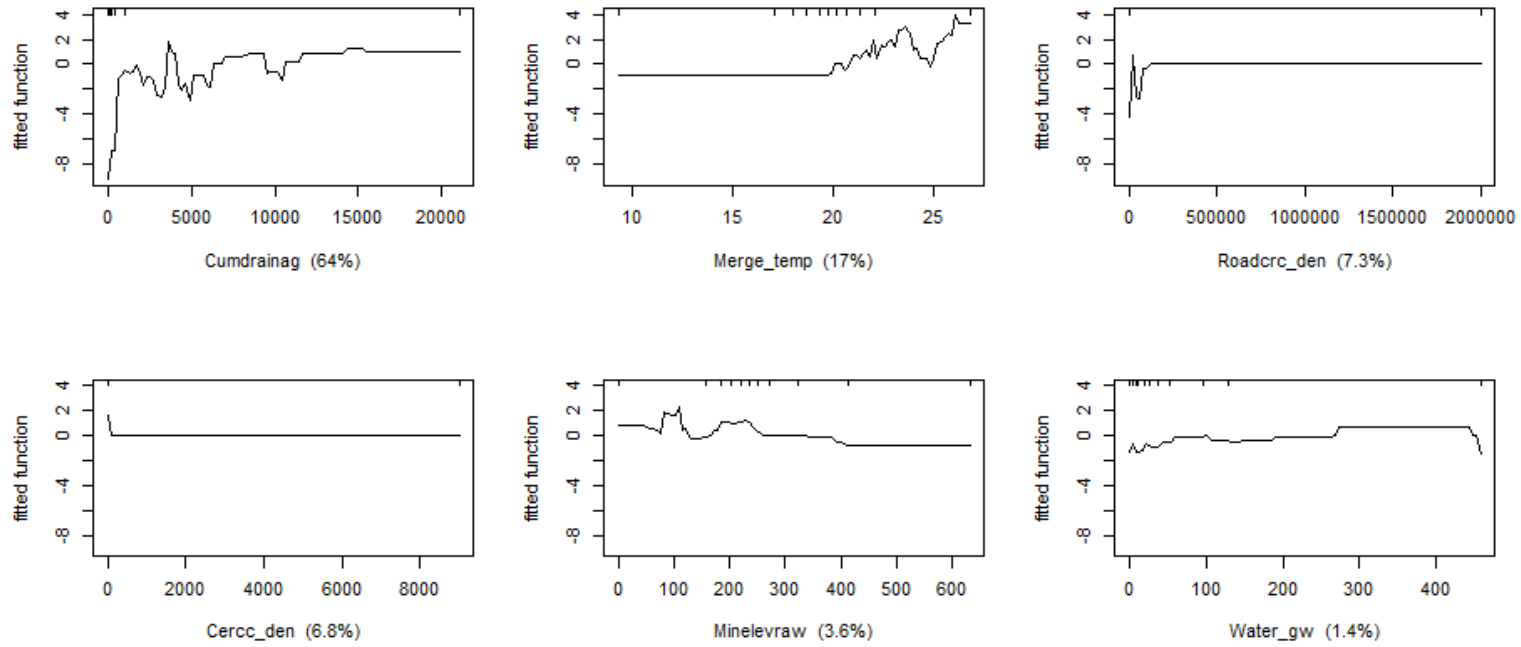 4
2
0
-4
-8
fitted function
0 5000 10000 15000 20000
Cumdrainag (64%)
4
2
0
-4
-8
fitted function
10 15 20 25
Merge_temp (17%)
4
2
0
-4
-8
fitted function
0 500000 1000000 1500000 2000000
Roadcrc_den (7.3%)
4
2
0
-4
-8
fitted function
0 2000 4000 6000 8000
Cercc_den (6.8%)
4
2
0
-4
-8
fitted function
0 100 200 300 400 500 600
Minelevraw (3.6%)
4
2
0
-4
-8
fitted function
0 100 200 300 400
Water_gw (1.4%)